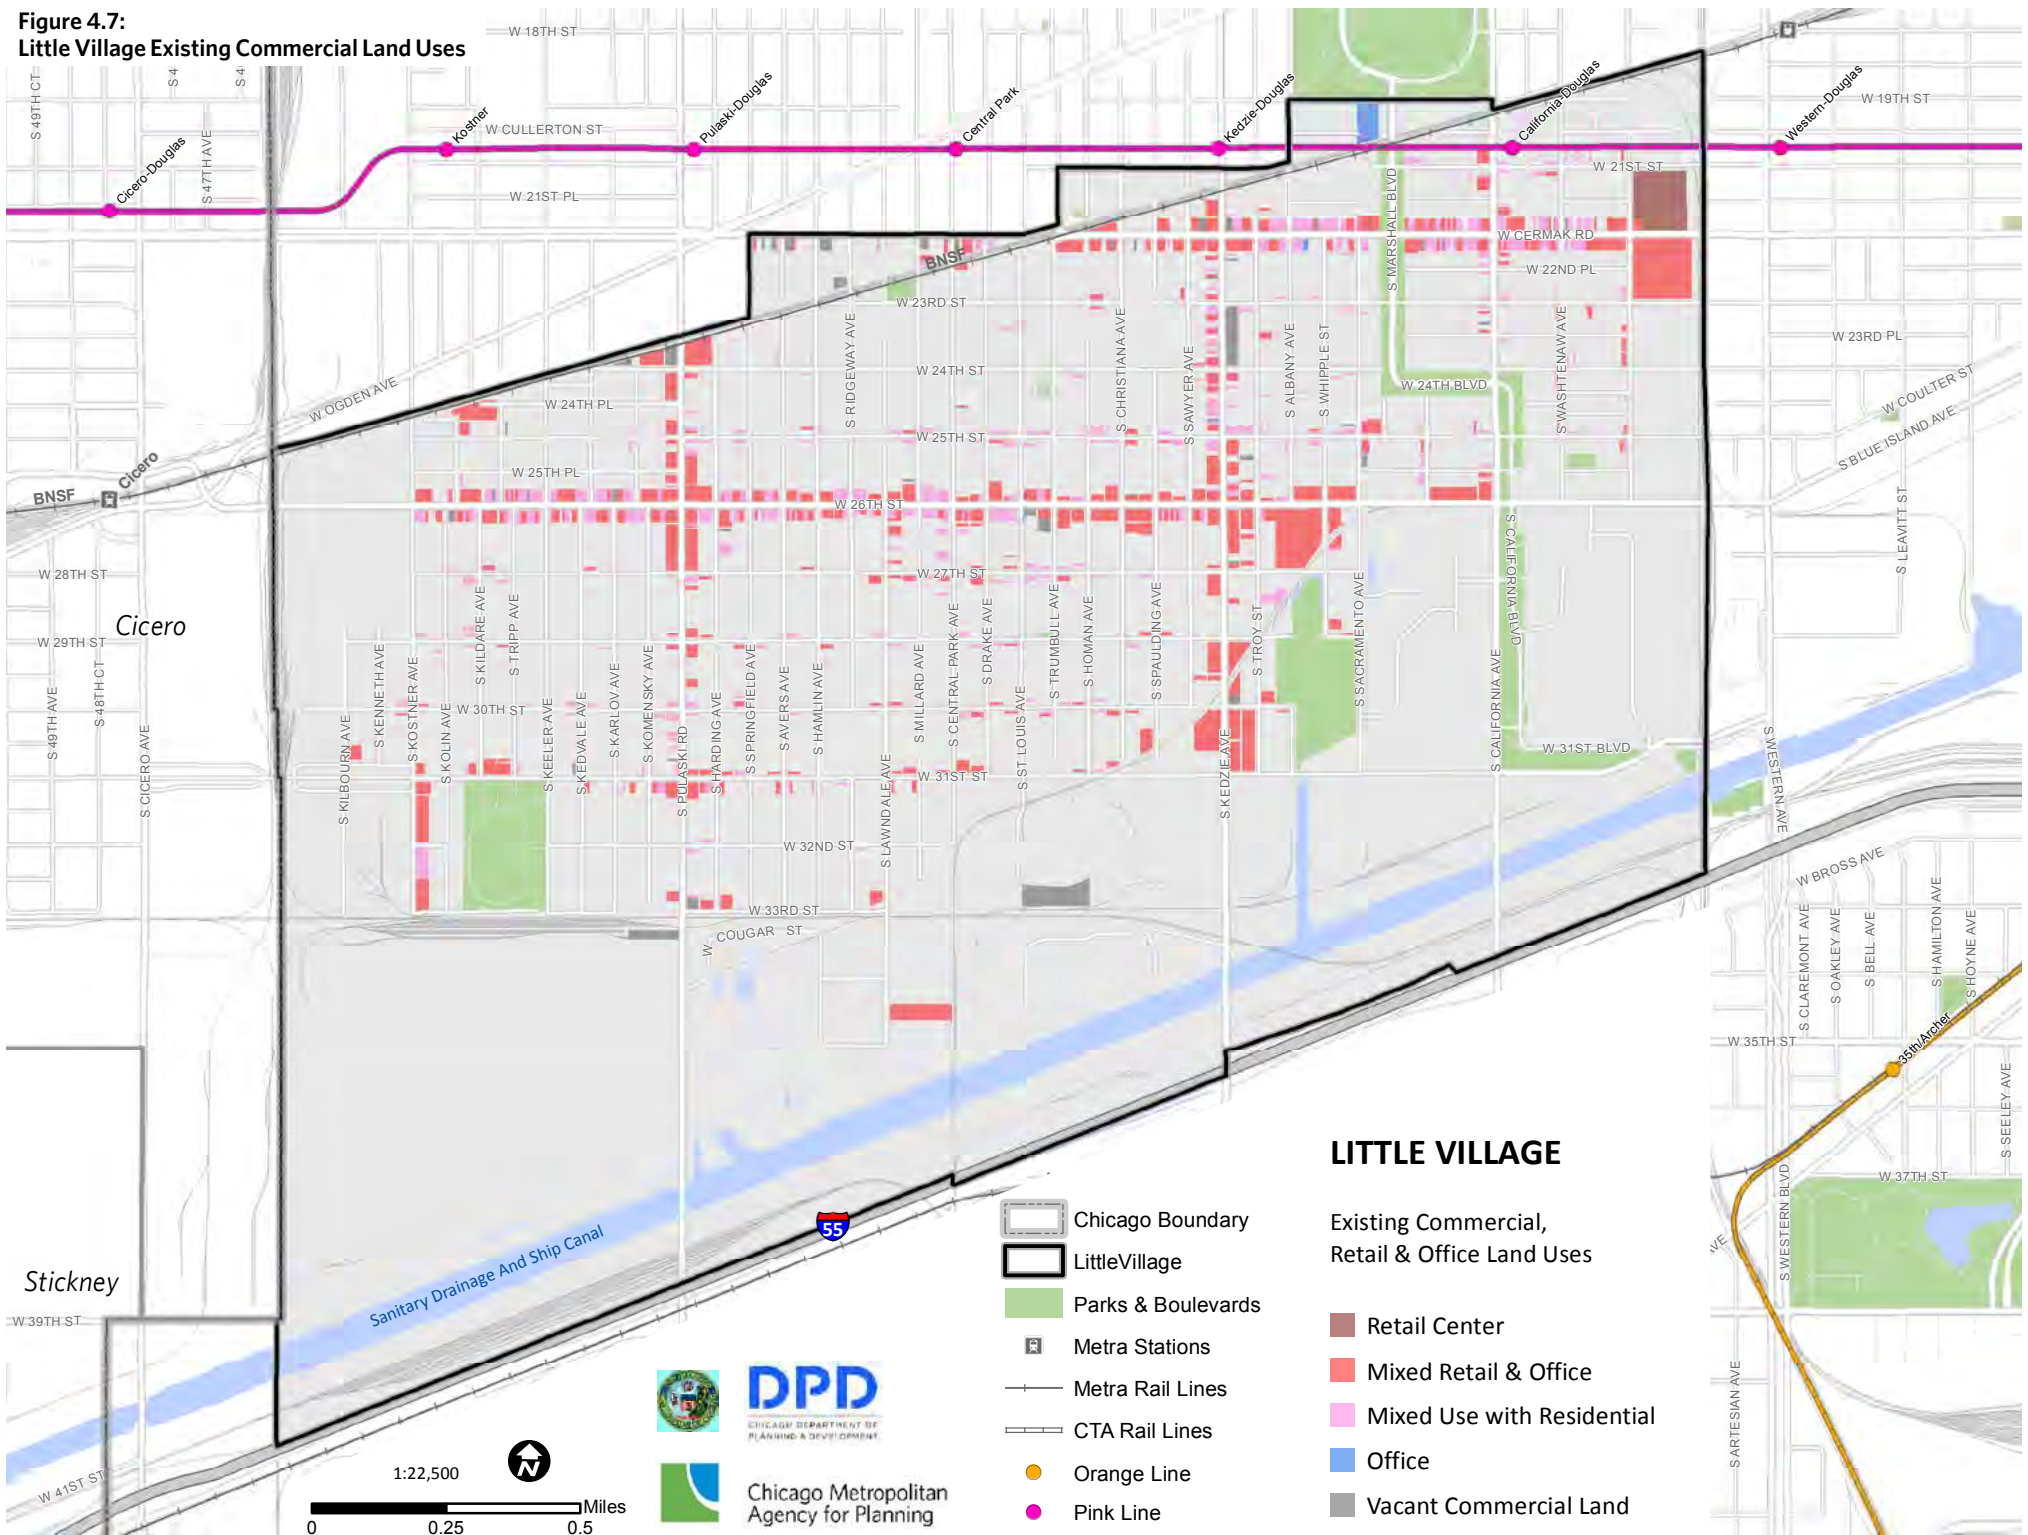 Figure 4.7:
Little Village Existing Commercial Land Uses
W 18TH ST
S 49TH CT
S 4
S 4
S 47TH AVE
Cicero-Douglas
Kostner
W CULLERTON ST
Pulaski-Douglas
Central Park
Kedzie-Douglas
California-Douglas
Western-Douglas
W 19TH ST
W 21ST PL
W 21ST ST
S MARSHALL BLVD
W CERMAK RD
W 22ND PL
BNSF
W 23RD ST
S RIDGEWAY AVE
S CHRISTIANA AVE
S SAWYER AVE
S ALBANY AVE
S WHIPPLE ST
S WASHTENAW AVE
W 23RD PL
W 24TH ST
W 24TH BLVD
W OGDEN AVE
W 24TH PL
W COULTER ST
S BLUE ISLAND AVE
W 25TH ST
W 25TH PL
Cicero
BNSF
W 26TH ST
S LEAVITT ST
W 28TH ST
W 27TH ST
S CALIFORNIA BLVD
Cicero
W 29TH ST
S 49TH AVE
S 48TH CT
S CICERO AVE
S KILBOURN AVE
S KENNETH AVE
S KOSTNER AVE
S KOLIN AVE
S KILDARE AVE
S TRIPP AVE
W 30TH ST
S KEELER AVE
S KEDVALE AVE
S KARLOV AVE
S KOMENSKY AVE
S PULASKI RD
S HARDING AVE
S SPRINGFIELD AVE
S AVERS AVE
S HAMLIN AVE
S LAWNDALE AVE
S MILLARD AVE
S CENTRAL PARK AVE
S DRAKE AVE
S ST LOUIS AVE
S TRUMBULL AVE
S HOMAN AVE
S SPAULDING AVE
S KEDZIE AVE
S TROY ST
S SACRAMENTO AVE
S CALIFORNIA AVE
W 31ST BLVD
S WESTERN AVE
W 31ST ST
W 32ND ST
W 33RD ST
W COUGAR ST
W BROSS AVE
S CLAREMONT AVE
S OAKLEY AVE
S BELL AVE
S HAMILTON AVE
S HOYNE AVE
W 35TH ST
35th/Archer
S SEELEY AVE
W 37TH ST
S WESTERN BLVD
VE
S ARTESIAN AVE
Stickney
W 39TH ST
Sanitary Drainage And Ship Canal
55
W 41ST ST
1:22,500
N
Miles
0
0.25
0.5
DPD
CHICAGO DEPARTMENT OF
PLANNING & DEVELOPMENT
Chicago Metropolitan
Agency for Planning
Chicago Boundary
LittleVillage
Parks & Boulevards
Metra Stations
Metra Rail Lines
CTA Rail Lines
Orange Line
Pink Line
LITTLE VILLAGE
Existing Commercial,
Retail & Office Land Uses
Retail Center
Mixed Retail & Office
Mixed Use with Residential
Office
Vacant Commercial Land